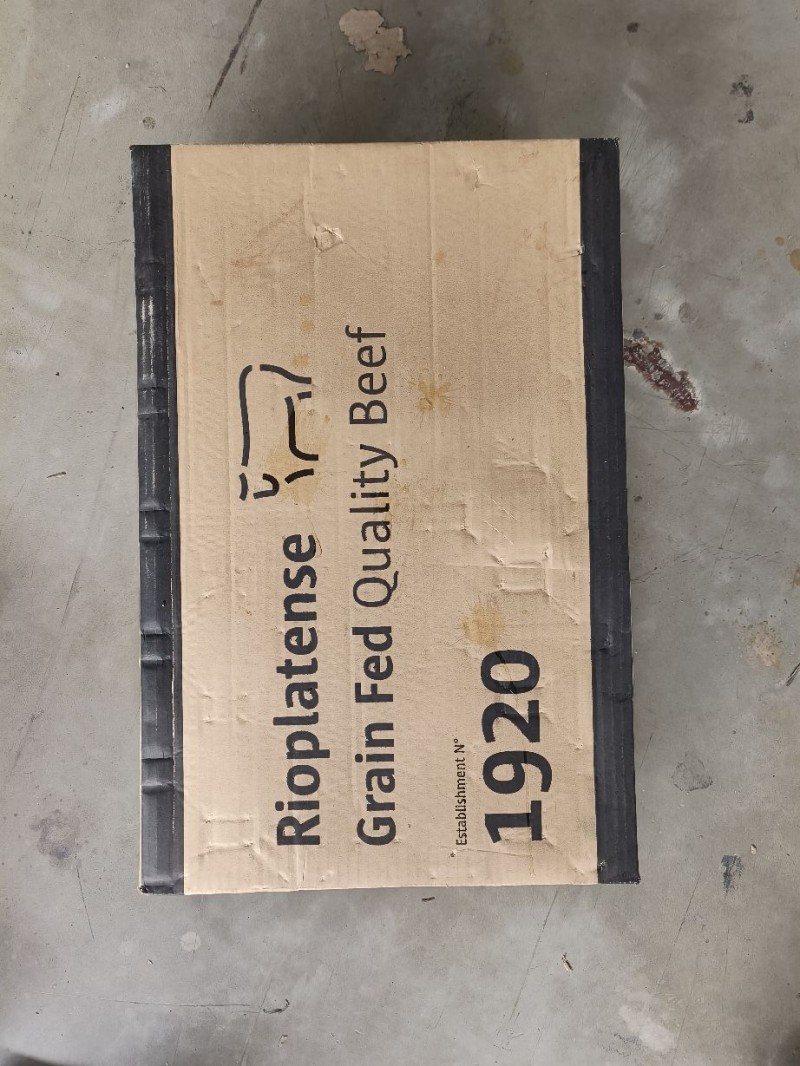 Rioplatense
Grain Fed Quality Beef
Establishment N°
1920